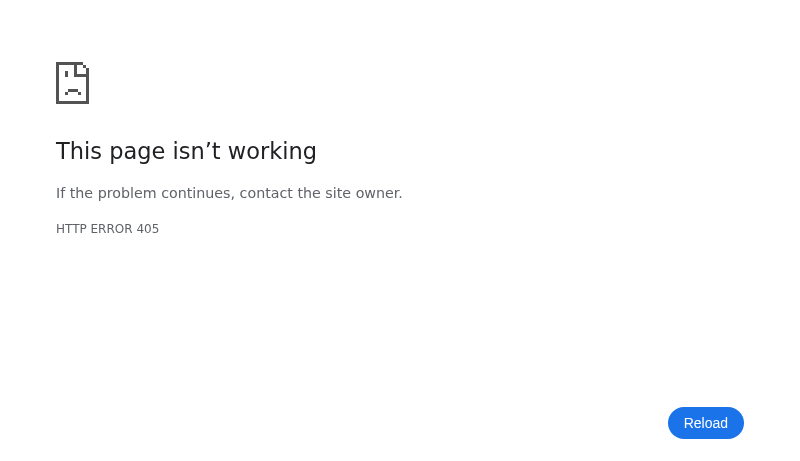 This page isn’t working
If the problem continues, contact the site owner.
HTTP ERROR 405
Reload